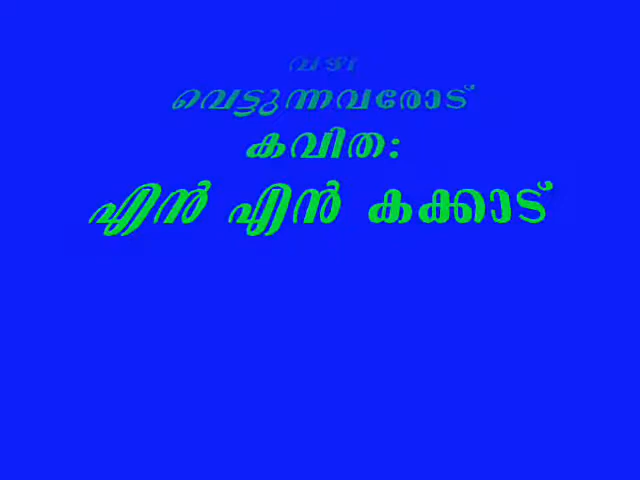 വഴി
വെട്ടുന്നവരോട്
കവിത:
എൻ എൻ കക്കാട്